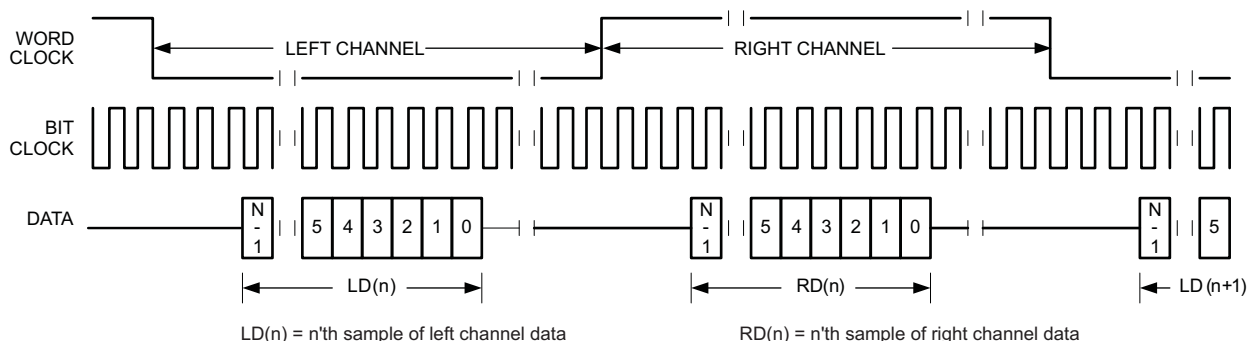 WORD
CLOCK
LEFT CHANNEL
RIGHT CHANNEL
BIT
CLOCK
DATA
N
-
1
5 4 3 2 1 0
N
-
1
5 4 3 2 1 0
N
-
1
5
LD(n)
RD(n)
LD (n+1)
LD(n) = n'th sample of left channel data
RD(n) = n'th sample of right channel data